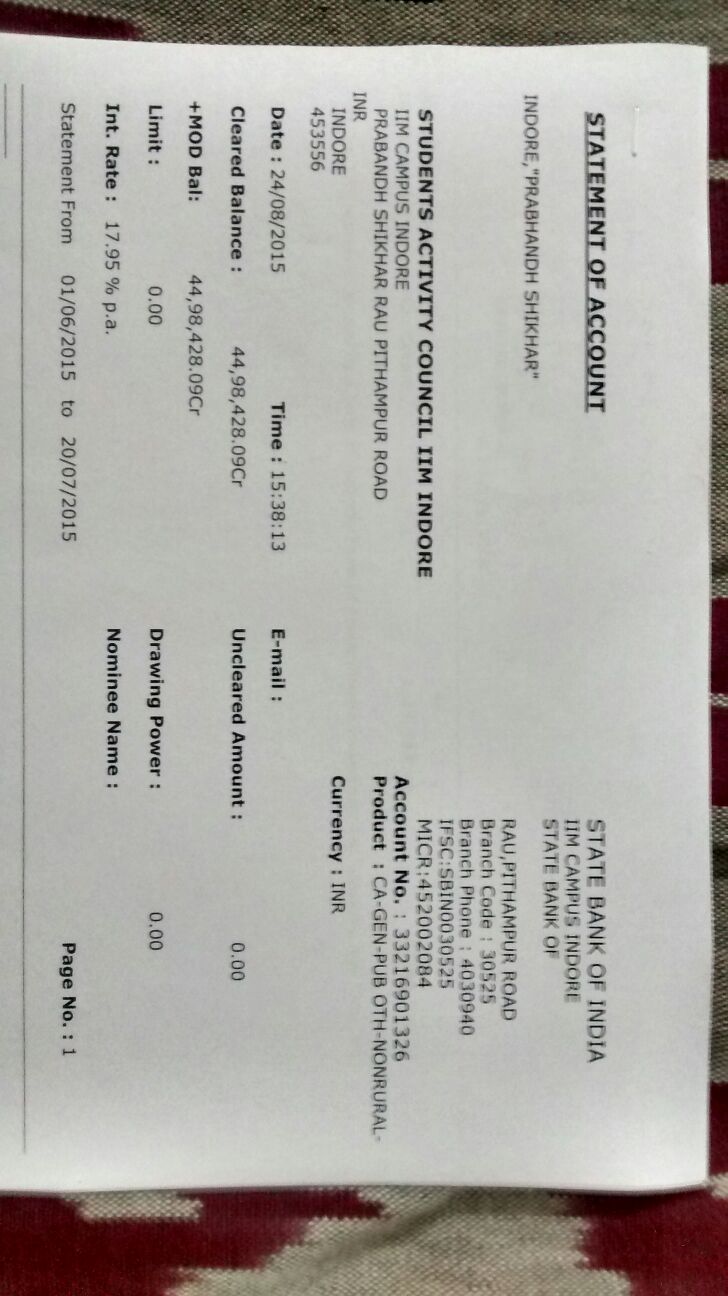 STATEMENT OF ACCOUNT
STATE BANK OF INDIA
IIM CAMPUS INDORE
STATE BANK OF
INDORE,"PRABHANDH SHIKHAR"
RAU,PITHAMPUR ROAD
Branch Code : 30525
Branch Phone : 4030940
IFSC:SBIN0030525
MICR:452002084
STUDENTS ACTIVITY COUNCIL IIM INDORE
IIM CAMPUS INDORE
PRABANDH SHIKHAR RAU PITHAMPUR ROAD
INR
INDORE
453556
Account No. : 33216901326
Product : CA-GEN-PUB OTH-NONRURAL-
Currency : INR
Date : 24/08/2015 Time : 15:38:13 E-mail :
Cleared Balance : 44,98,428.09Cr Uncleared Amount : 0.00
+MOD Bal: 44,98,428.09Cr
Limit : 0.00 Drawing Power : 0.00
Int. Rate : 17.95 % p.a. Nominee Name :
Statement From 01/06/2015 to 20/07/2015 Page No. : 1